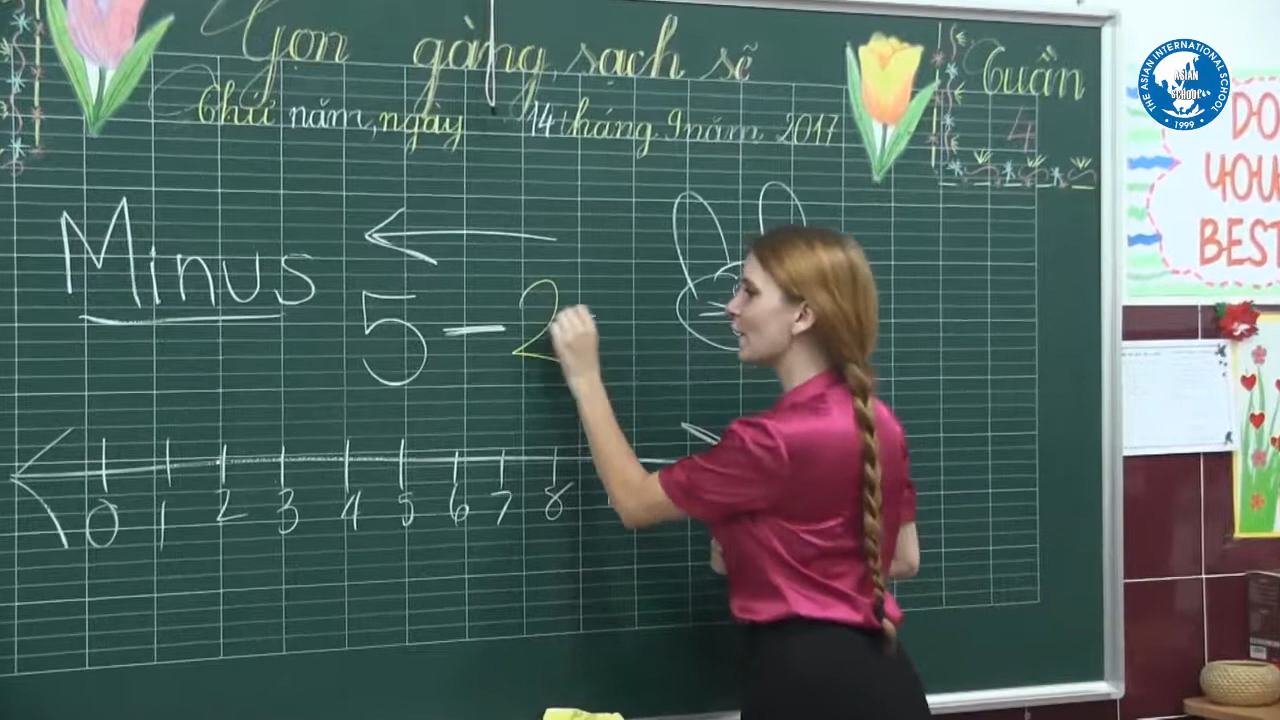 Gọn gàng, sạch sẽ
Tuần
4
Thứ năm, ngày 14 tháng 9 năm 2017
Minus
5 - 2
0 1 2 3 4 5 6 7 8
THE ASIAN INTERNATIONAL SCHOOL
ASIAN
SCHOOL
1999
DO
YOUR
BEST